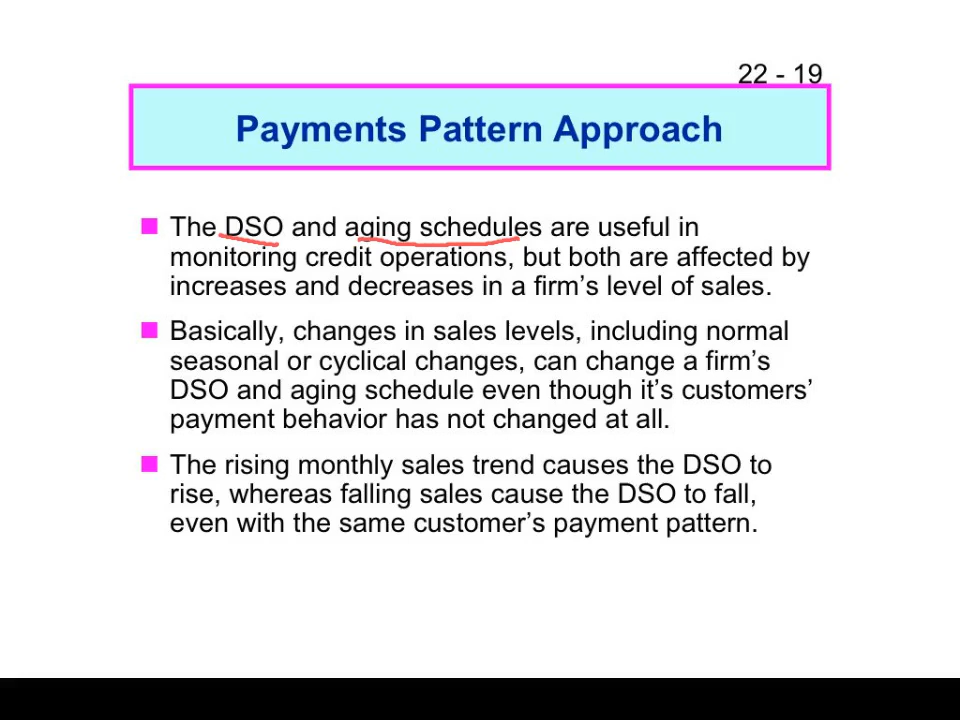 22 - 19
Payments Pattern Approach
The DSO and aging schedules are useful in
monitoring credit operations, but both are affected by
increases and decreases in a firm’s level of sales.
Basically, changes in sales levels, including normal
seasonal or cyclical changes, can change a firm’s
DSO and aging schedule even though it’s customers’
payment behavior has not changed at all.
The rising monthly sales trend causes the DSO to
rise, whereas falling sales cause the DSO to fall,
even with the same customer’s payment pattern.